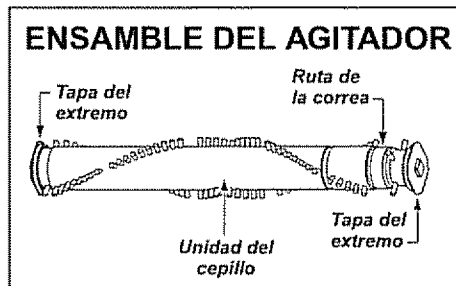 ENSAMBLE DEL AGITADOR
Tapa del
extremo
Ruta de
la correa
Unidad del
cepillo
Tapa del
extremo